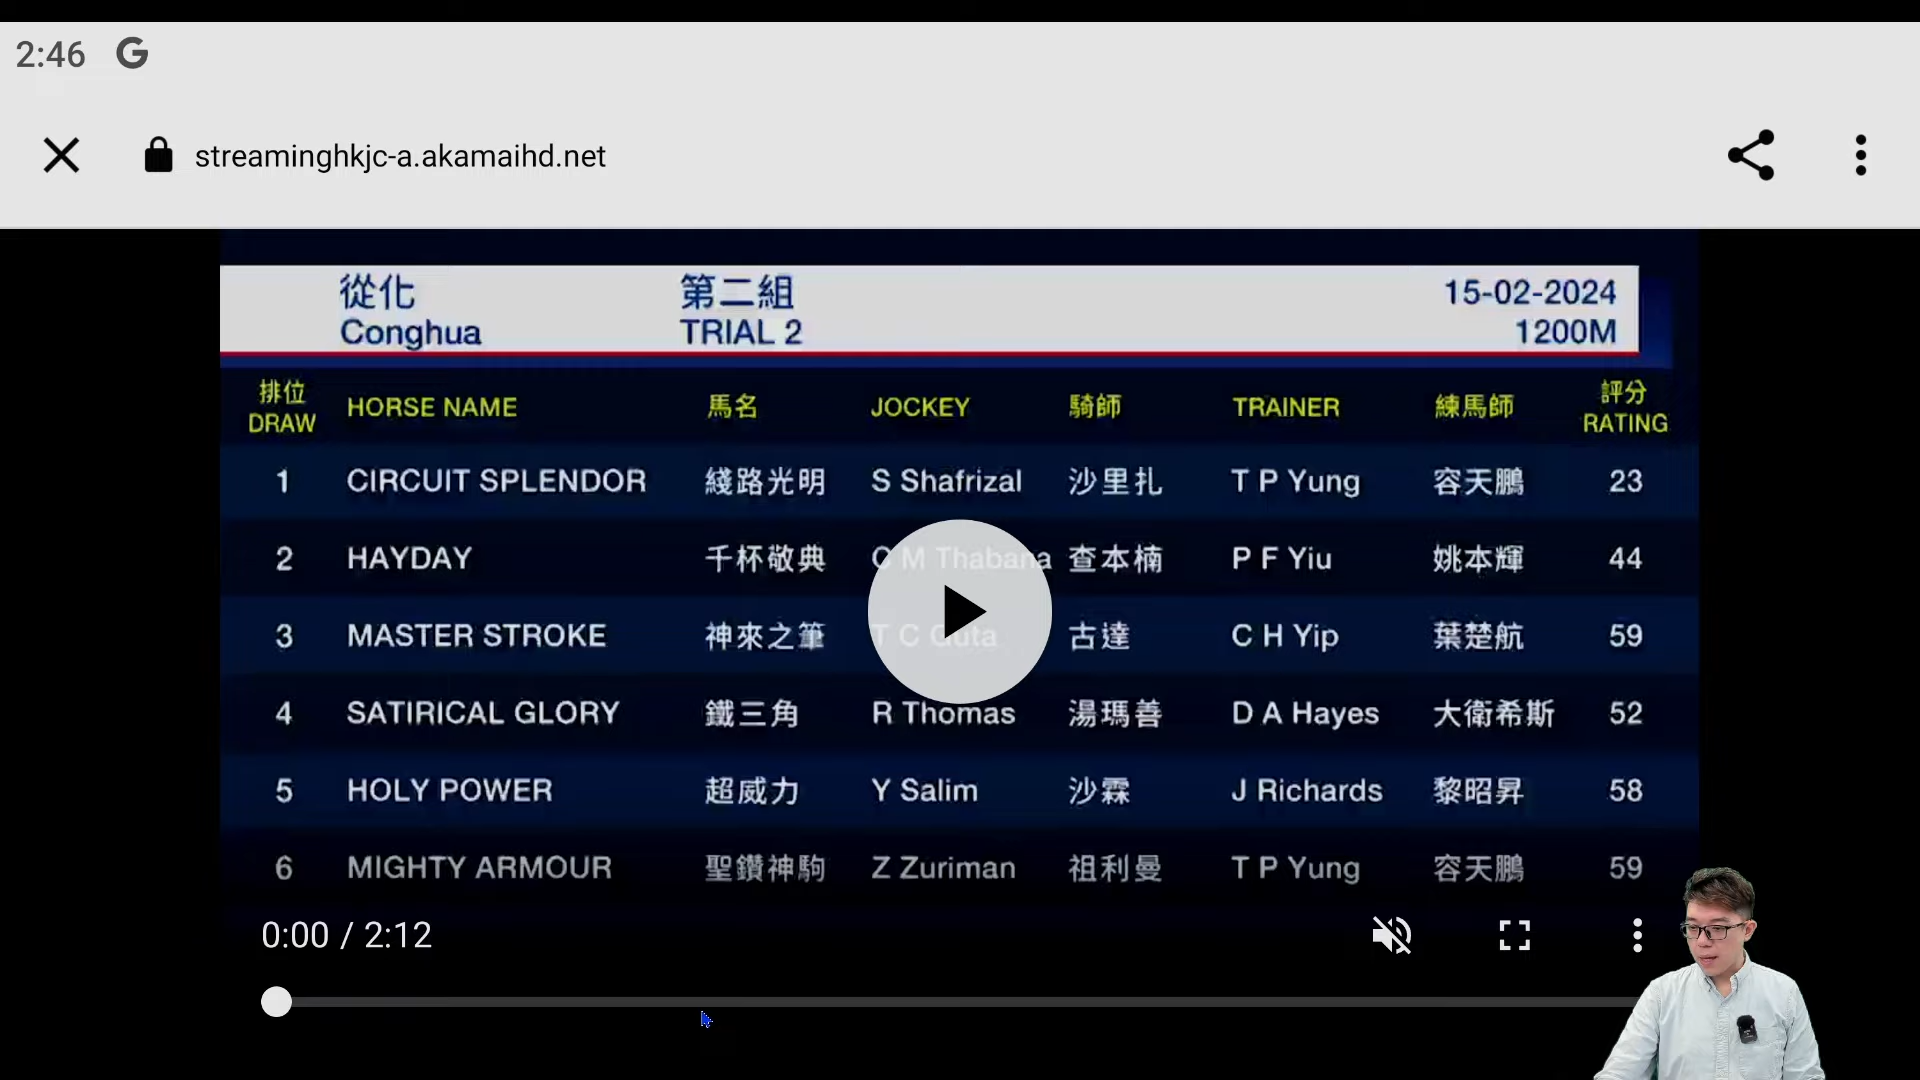 2:46 G
streaminghkjc-a.akamaihd.net
從化 第二組 15-02-2024
Conghua TRIAL 2 1200M
排位 DRAW HORSE NAME 馬名 JOCKEY 騎師 TRAINER 練馬師 評分 RATING
1 CIRCUIT SPLENDOR 綫路光明 S Shafrizal 沙里扎 T P Yung 容天鵬 23
2 HAYDAY 千杯敬典 C M Thabana 查本楠 P F Yiu 姚本輝 44
3 MASTER STROKE 神來之筆 T C Guta 古達 C H Yip 葉楚航 59
4 SATIRICAL GLORY 鐵三角 R Thomas 湯瑪善 D A Hayes 大衛希斯 52
5 HOLY POWER 超威力 Y Salim 沙霖 J Richards 黎昭昇 58
6 MIGHTY ARMOUR 聖鑽神駒 Z Zuriman 祖利曼 T P Yung 容天鵬 59
0:00 / 2:12